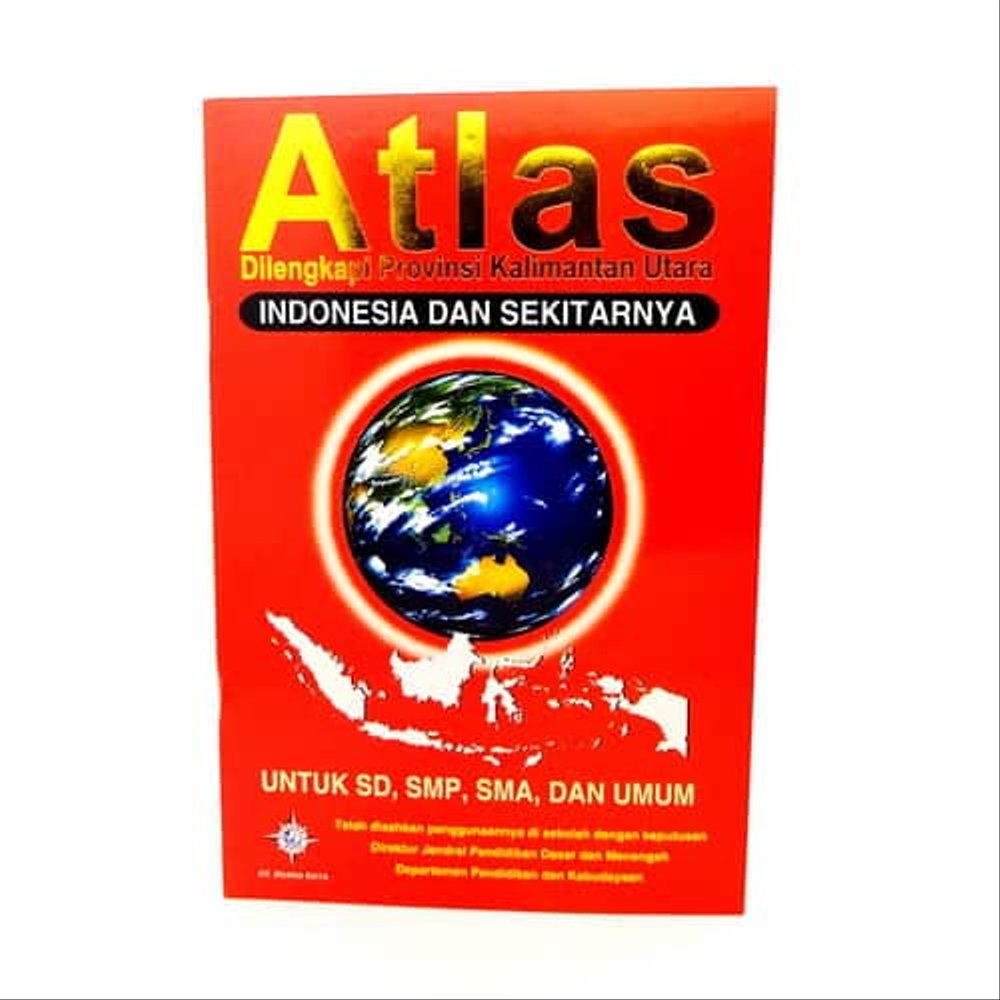 Atlas
Dilengkapi Provinsi Kalimantan Utara
INDONESIA DAN SEKITARNYA
UNTUK SD, SMP, SMA, DAN UMUM
Telah disahkan penggunaannya di sekolah dengan keputusan
Direktur Jendral Pendidikan Dasar dan Menengah
Departemen Pendidikan dan Kebudayaan